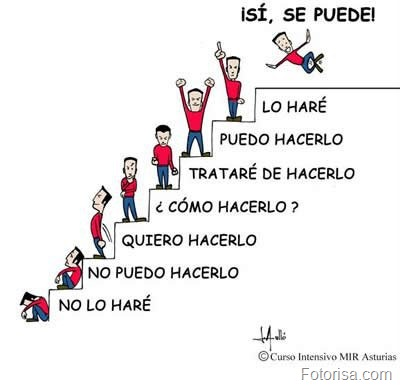 ¡SÍ, SE PUEDE!
LO HARÉ
PUEDO HACERLO
TRATARÉ DE HACERLO
¿ CÓMO HACERLO ?
QUIERO HACERLO
NO PUEDO HACERLO
NO LO HARÉ
© Curso Intensivo MIR Asturias
Fotorisa.com